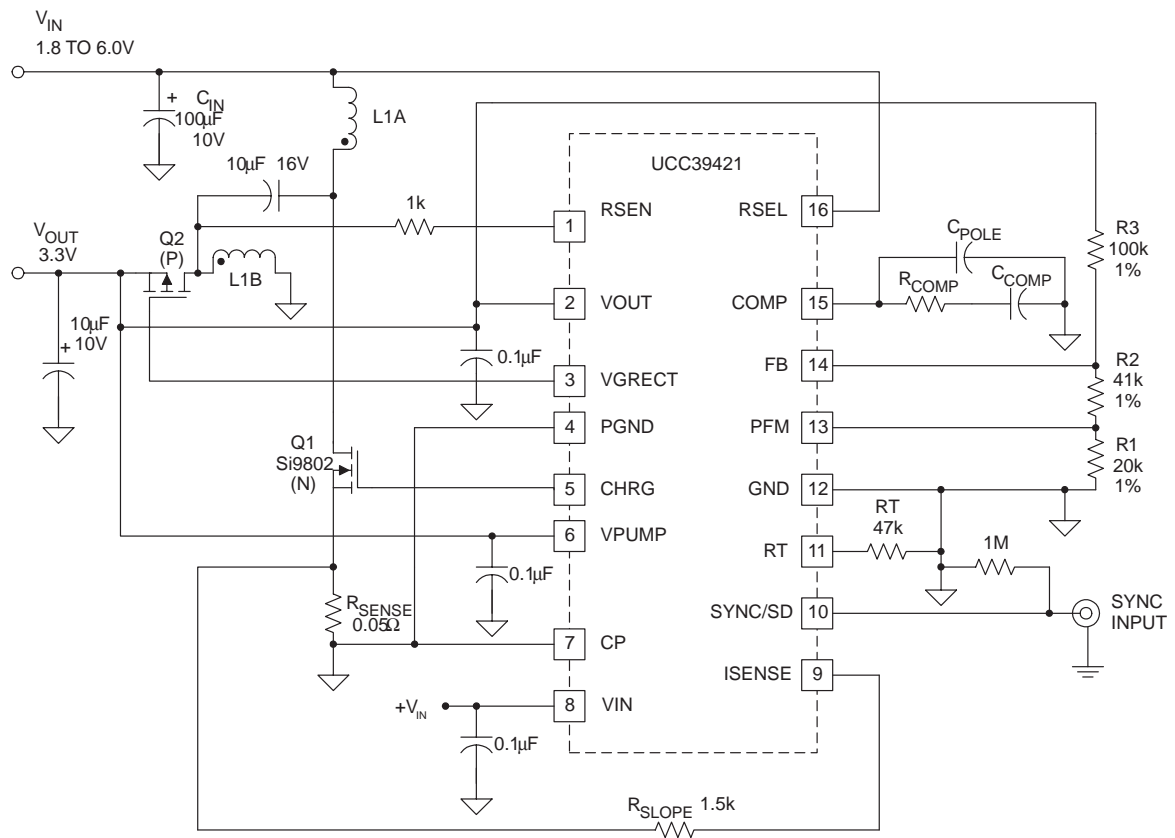 VIN
1.8 TO 6.0V
+
CIN
100µF
10V
L1A
10µF 16V
1k
VOUT
3.3V
Q2
(P)
L1B
10µF
+ 10V
0.1µF
Q1
Si9802
(N)
RSENSE
0.05Ω
0.1µF
+VIN
0.1µF
RSLOPE 1.5k
UCC39421
1 RSEN
2 VOUT
3 VGRECT
4 PGND
5 CHRG
6 VPUMP
7 CP
8 VIN
RSEL 16
COMP 15
FB 14
PFM 13
GND 12
RT 11
SYNC/SD 10
ISENSE 9
CPOLE
RCOMP
CCOMP
R3
100k
1%
R2
41k
1%
R1
20k
1%
RT
47k
1M
SYNC
INPUT